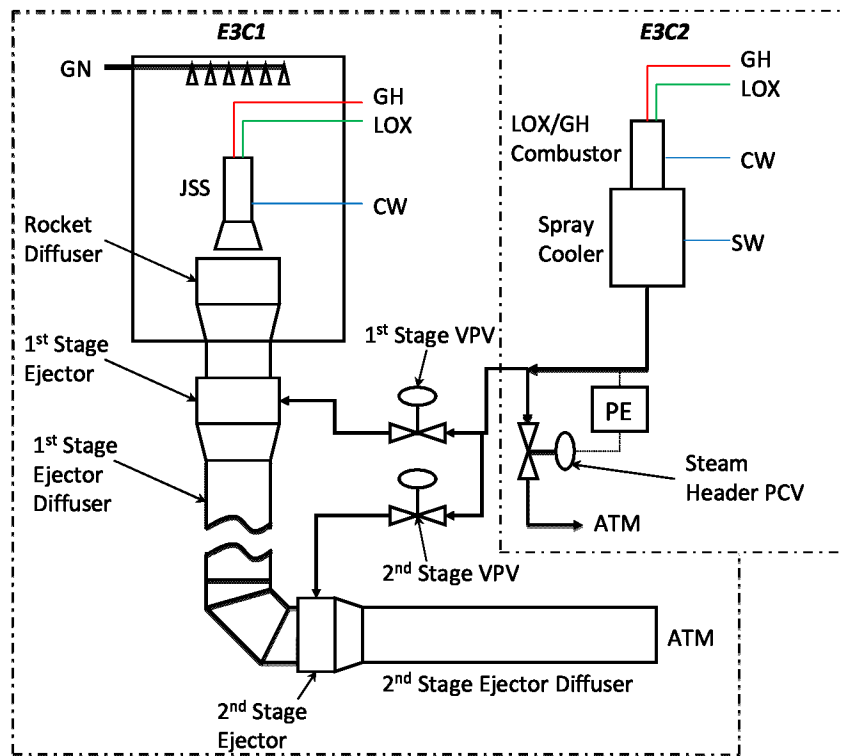 E3C1
E3C2
GN
GH
LOX
JSS
CW
GH
LOX
LOX/GH
Combustor
CW
Spray
Cooler
SW
Rocket
Diffuser
1st Stage
Ejector
1st Stage VPV
PE
1st Stage
Ejector
Diffuser
Steam
Header PCV
ATM
2nd Stage VPV
ATM
2nd Stage Ejector Diffuser
2nd Stage
Ejector